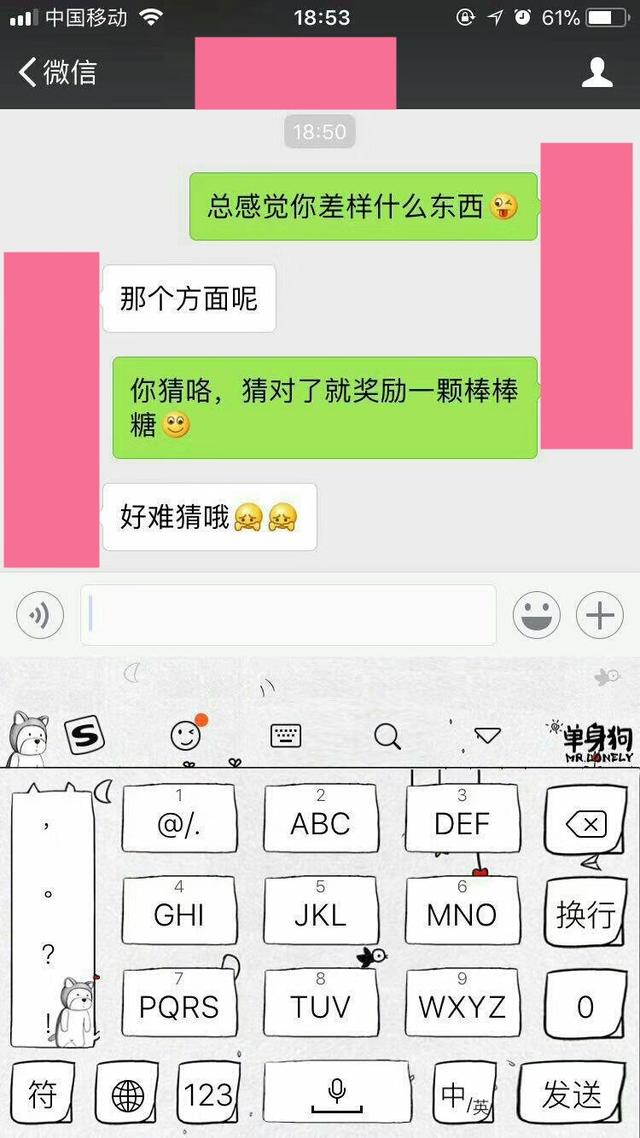 中国移动 18:53 61%
微信
18:50
总感觉你差样什么东西
那个方面呢
你猜咯，猜对了就奖励一颗棒棒
糖
好难猜哦
S
单身狗
MR.LONELY
，
。
？
！
1 2 3
@/. ABC DEF
4 5 6
GHI JKL MNO 换行
7 8 9
PQRS TUV WXYZ 0
符 123 中/英 发送